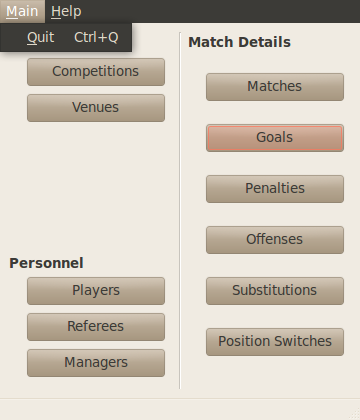 Main Help
Quit Ctrl+Q
Competitions
Venues
Personnel
Players
Referees
Managers
Match Details
Matches
Goals
Penalties
Offenses
Substitutions
Position Switches